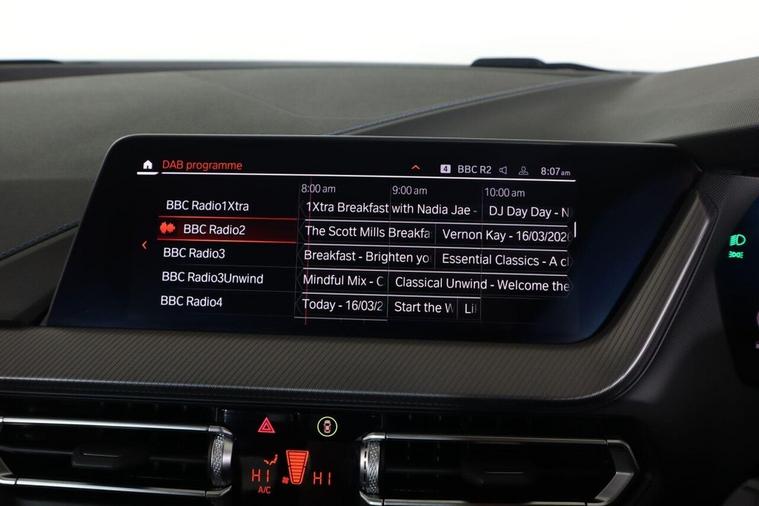 DAB programme
4 BBC R2 8:07am
8:00 am 9:00 am 10:00 am
BBC Radio1Xtra 1Xtra Breakfast with Nadia Jae - DJ Day Day - N
BBC Radio2 The Scott Mills Breakfa Vernon Kay - 16/03/202
BBC Radio3 Breakfast - Brighten yo Essential Classics - A cl
BBC Radio3Unwind Mindful Mix - C Classical Unwind - Welcome the
BBC Radio4 Today - 16/03/2 Start the W Li
HI HI
A/C